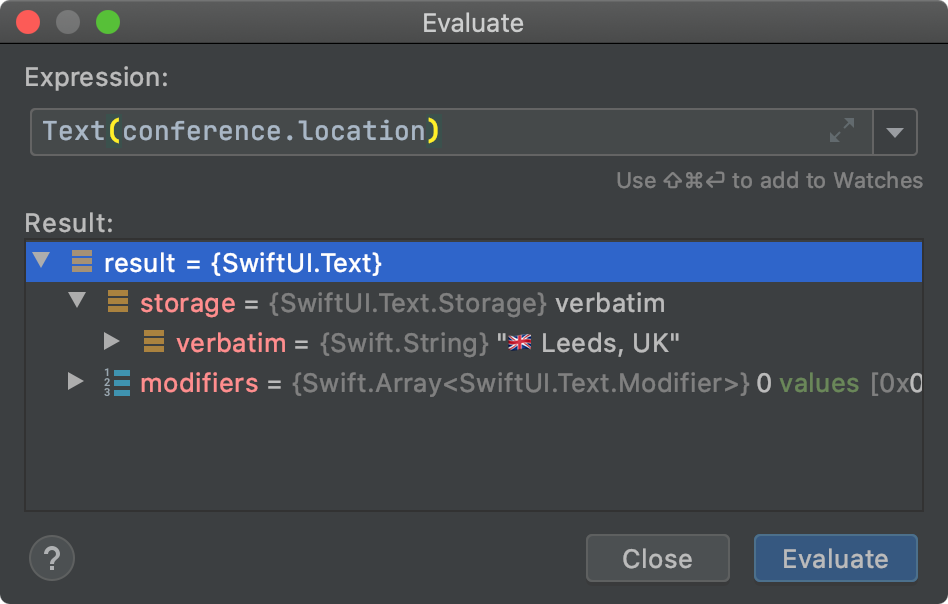 Evaluate
Expression:
Text(conference.location)
Use ⇧⌘⏎ to add to Watches
Result:
result = {SwiftUI.Text}
storage = {SwiftUI.Text.Storage} verbatim
verbatim = {Swift.String} "🇬🇧 Leeds, UK"
modifiers = {Swift.Array<SwiftUI.Text.Modifier>} 0 values [0x0
? Close Evaluate